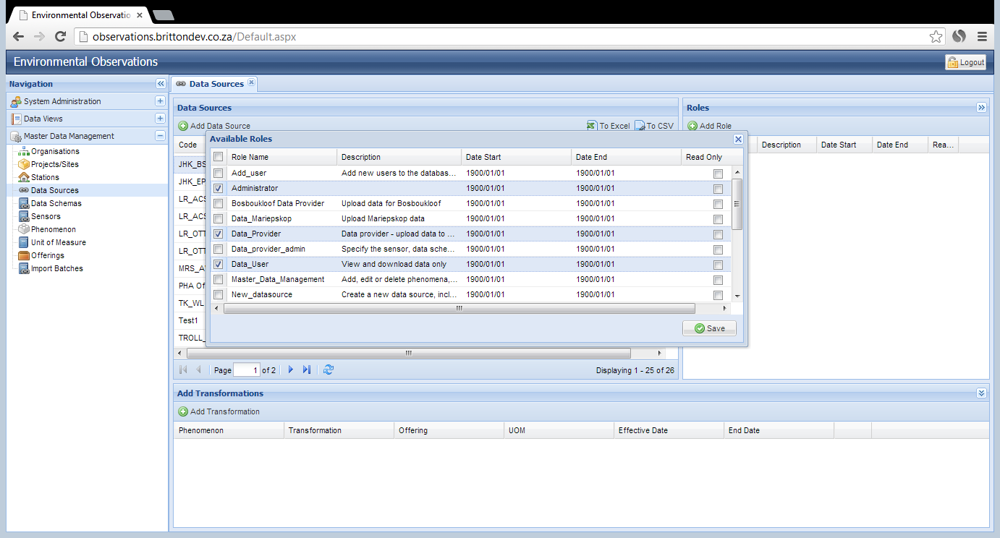 Environmental Observatio
observations.brittondev.co.za/Default.aspx
Environmental Observations
Logout
Navigation
System Administration
Data Views
Master Data Management
Organisations
Projects/Sites
Stations
Data Sources
Data Schemas
Sensors
Phenomenon
Unit of Measure
Offerings
Import Batches
Data Sources
Data Sources
Add Data Source
To Excel
To CSV
Code
JHK_BS
JHK_EP
LR_ACS
LR_ACS
LR_OTT
LR_OTT
MRS_A
PHA Of
TK_WL
Test1
TROLL_
Available Roles
Role Name Description Date Start Date End Read Only
Add_user Add new users to the databas... 1900/01/01 1900/01/01
Administrator 1900/01/01 1900/01/01
Bosboukloof Data Provider Upload data for Bosboukloof 1900/01/01 1900/01/01
Data_Mariepskop Upload Mariepskop data 1900/01/01 1900/01/01
Data_Provider Data provider - upload data to ... 1900/01/01 1900/01/01
Data_provider_admin Specify the sensor, data sche... 1900/01/01 1900/01/01
Data_User View and download data only 1900/01/01 1900/01/01
Master_Data_Management Add, edit or delete phenomena,... 1900/01/01 1900/01/01
New_datasource Create a new data source, incl... 1900/01/01 1900/01/01
Save
Page 1 of 2
Displaying 1 - 25 of 26
Roles
Add Role
Description Date Start Date End Rea...
Add Transformations
Add Transformation
Phenomenon Transformation Offering UOM Effective Date End Date